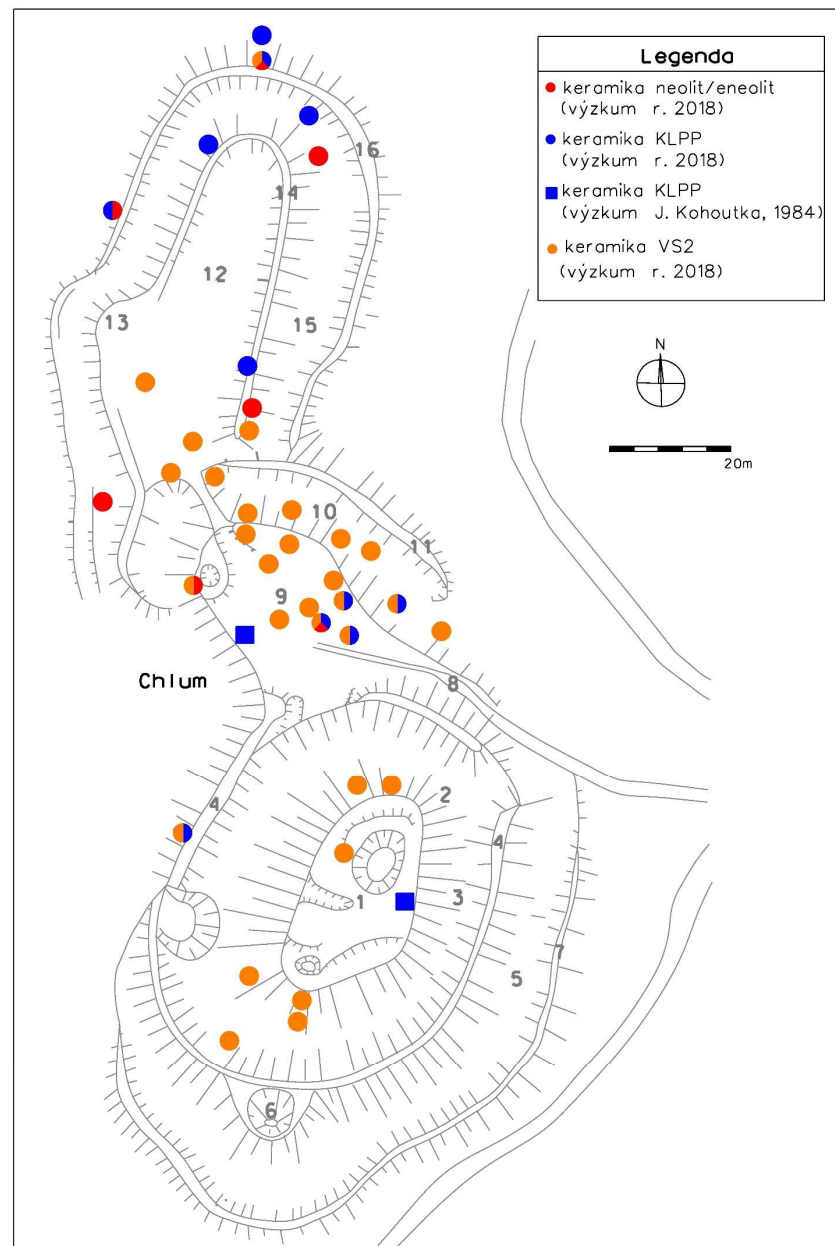 Legenda
keramika neolit/eneolit
(výzkum r. 2018)
keramika KLPP
(výzkum r. 2018)
keramika KLPP
(výzkum J. Kohoutka, 1984)
keramika VS2
(výzkum r. 2018)
N
20m
16
14
12
13
15
10
11
9
Chlum
8
2
4
4
3
1
7
5
6